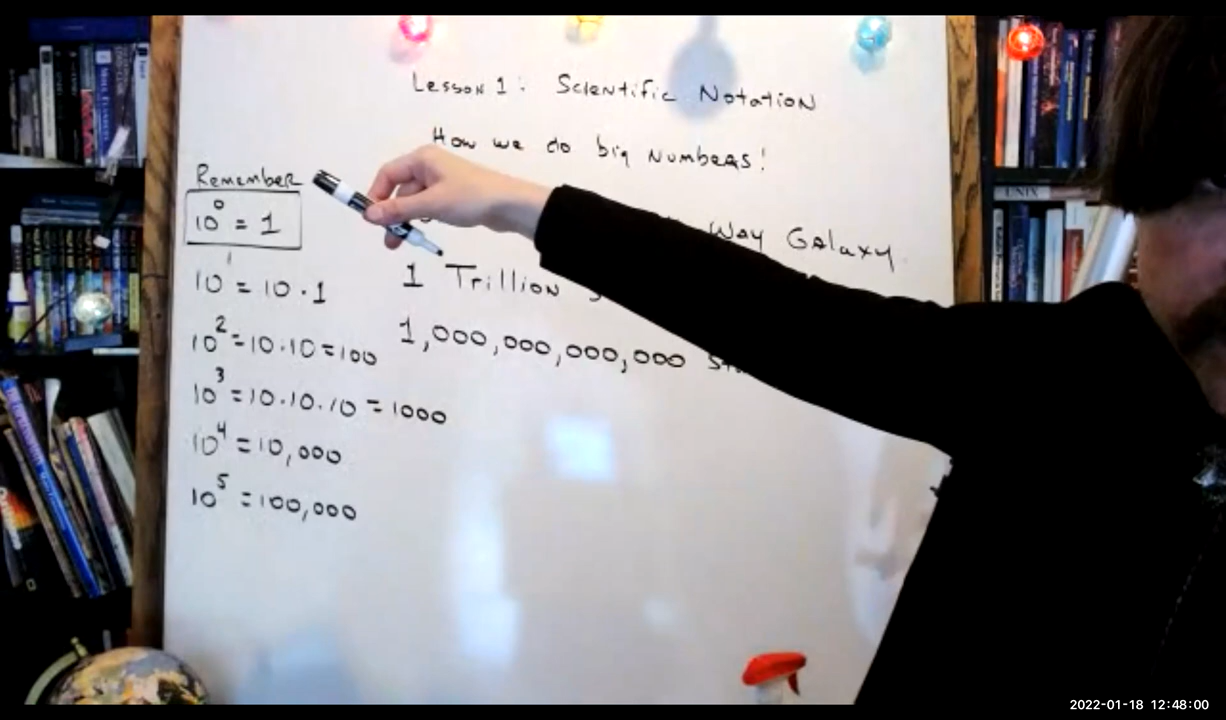 Lesson 1: Scientific Notation
How we do big numbers!
Remember
10⁰ = 1
Way Galaxy
10¹ = 10 · 1
1 Trillion
10² = 10 · 10 = 100
1,000,000,000,000
10³ = 10 · 10 · 10 = 1000
10⁴ = 10,000
10⁵ = 100,000
UNIX
2022-01-18 12:48:00